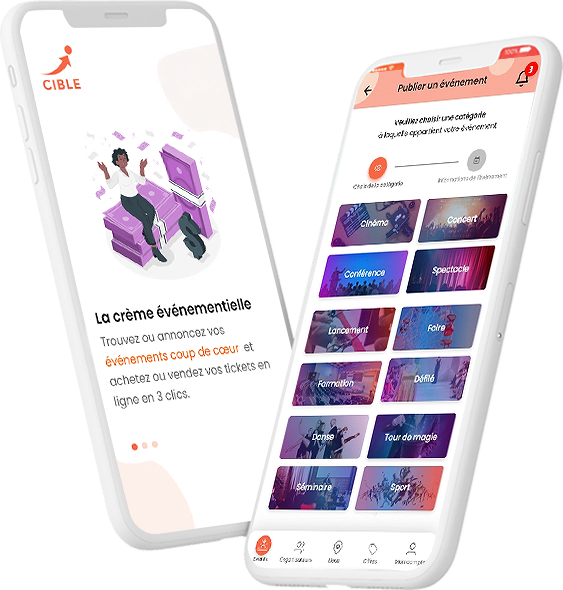 CIBLE
La crème événementielle
Trouvez ou annoncez vos
événements coup de cœur et
achetez ou vendez vos tickets en
ligne en 3 clics.
100%
Publier un événement
3
Veuillez choisir une catégorie
à laquelle appartient votre événement
Choix de la catégorie
Informations de l'événement
Cinéma
Concert
Conférence
Spectacle
Lancement
Foire
Formation
Défilé
Danse
Tour de magie
Séminaire
Sport
Events
Organisateurs
Lieux
Offres
Mon compte